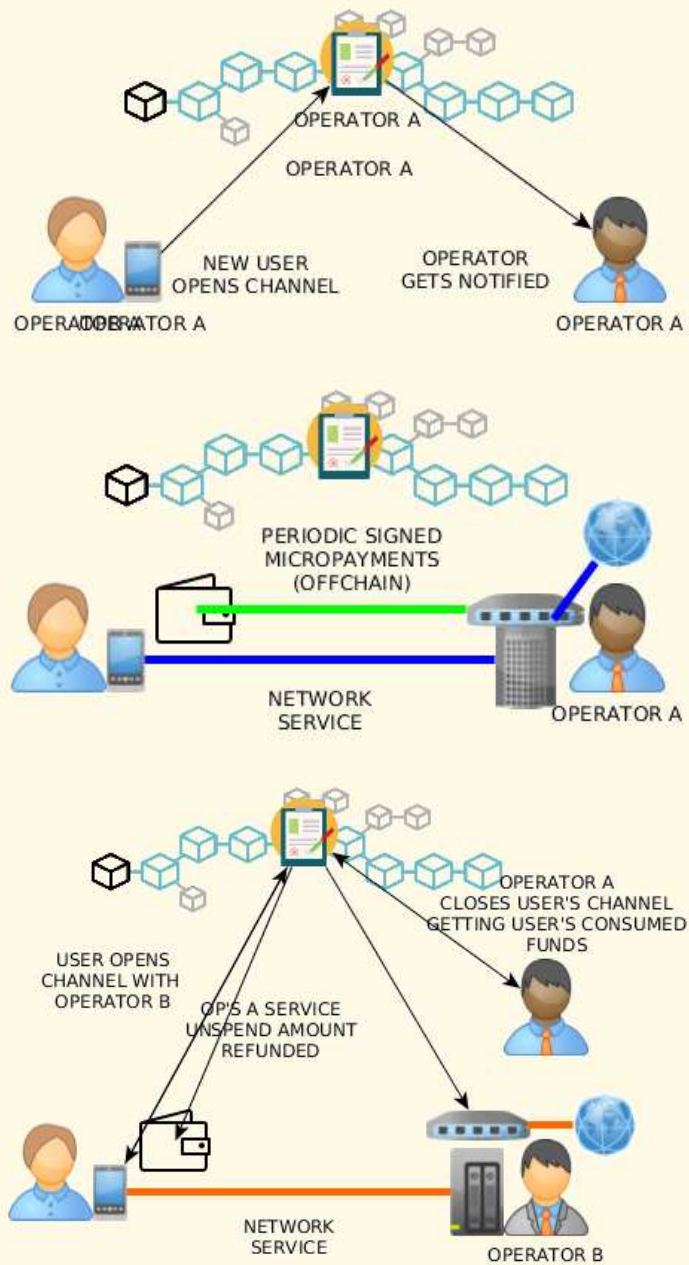 OPERATOR A
OPERATOR A
NEW USER
OPENS CHANNEL
OPERATOR
GETS NOTIFIED
OPERATOR A
OPERATOR A
OPERATOR A
PERIODIC SIGNED
MICROPAYMENTS
(OFFCHAIN)
NETWORK
SERVICE
OPERATOR A
OPERATOR A
CLOSES USER'S CHANNEL
GETTING USER'S CONSUMED
FUNDS
USER OPENS
CHANNEL WITH
OPERATOR B
OP'S A SERVICE
UNSPEND AMOUNT
REFUNDED
NETWORK
SERVICE
OPERATOR B